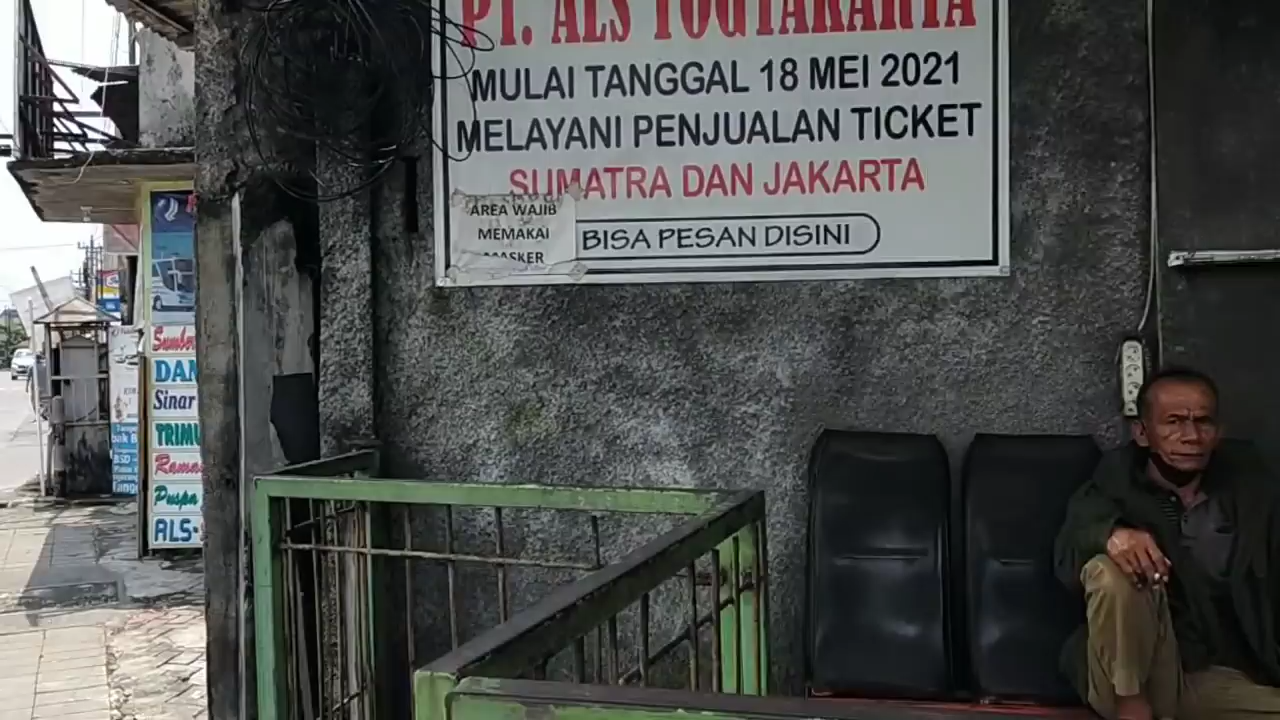 PT. ALS YOGYAKARTA
MULAI TANGGAL 18 MEI 2021
MELAYANI PENJUALAN TICKET
SUMATRA DAN JAKARTA
BISA PESAN DISINI
AREA WAJIB
MEMAKAI
MASKER
Sumber
DAM
Sinar
TRIMU
Ramas
Puspa
ALS-